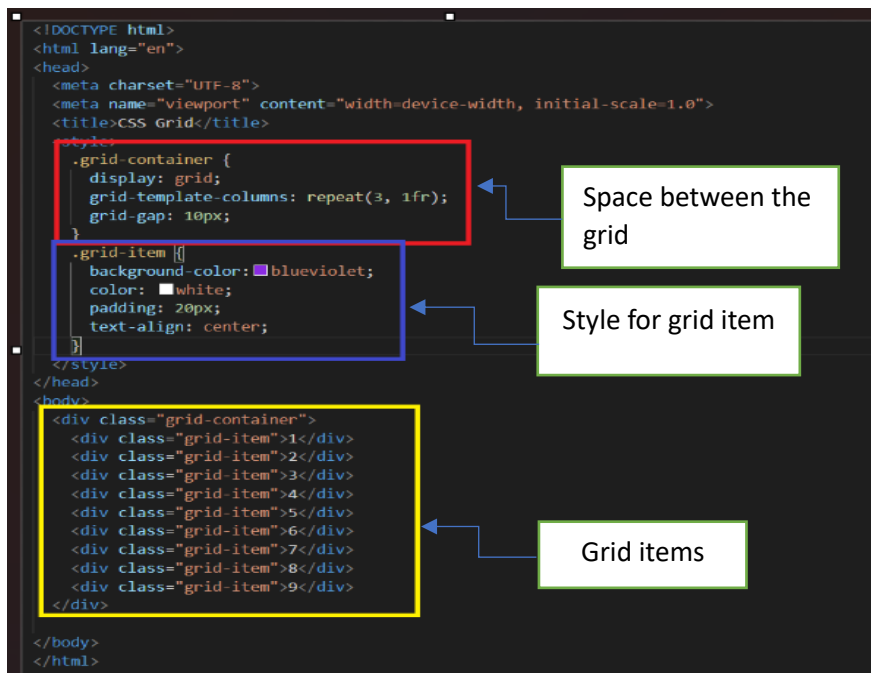 <!DOCTYPE html>
<html lang="en">
<head>
<meta charset="UTF-8">
<meta name="viewport" content="width=device-width, initial-scale=1.0">
<title>CSS Grid</title>
<style>
.grid-container {
display: grid;
grid-template-columns: repeat(3, 1fr);
grid-gap: 10px;
}
Space between the
grid
.grid-item {
background-color: blueviolet;
color: white;
padding: 20px;
text-align: center;
}
Style for grid item
</style>
</head>
<body>
<div class="grid-container">
<div class="grid-item">1</div>
<div class="grid-item">2</div>
<div class="grid-item">3</div>
<div class="grid-item">4</div>
<div class="grid-item">5</div>
<div class="grid-item">6</div>
<div class="grid-item">7</div>
<div class="grid-item">8</div>
<div class="grid-item">9</div>
</div>
Grid items
</body>
</html>